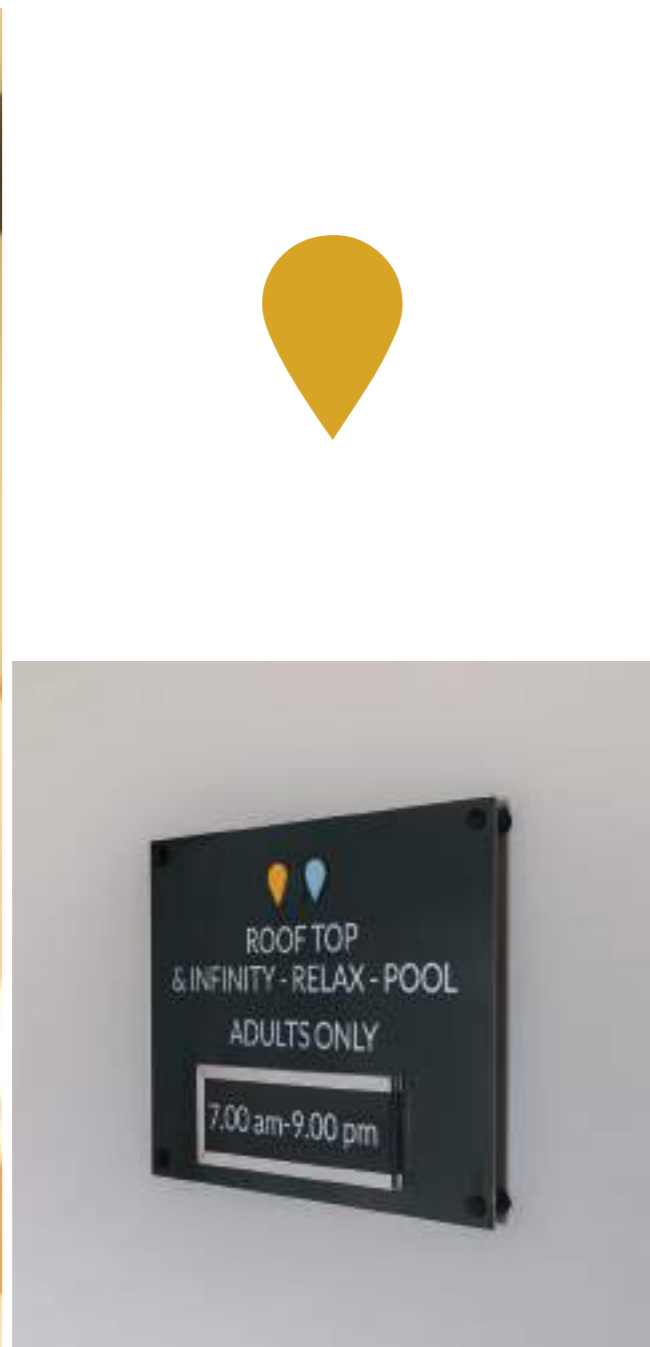 ROOF TOP
& INFINITY - RELAX - POOL
ADULTS ONLY
7.00 am-9.00 pm